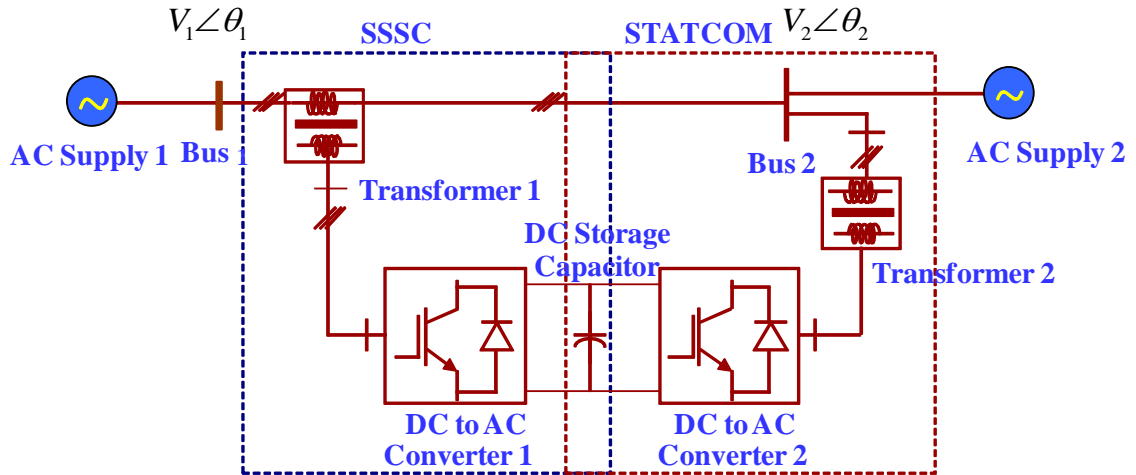 V₁∠θ₁
SSSC
STATCOM
V₂∠θ₂
AC Supply 1
Bus 1
Bus 2
AC Supply 2
Transformer 1
DC Storage
Capacitor
Transformer 2
DC to AC
Converter 1
DC to AC
Converter 2